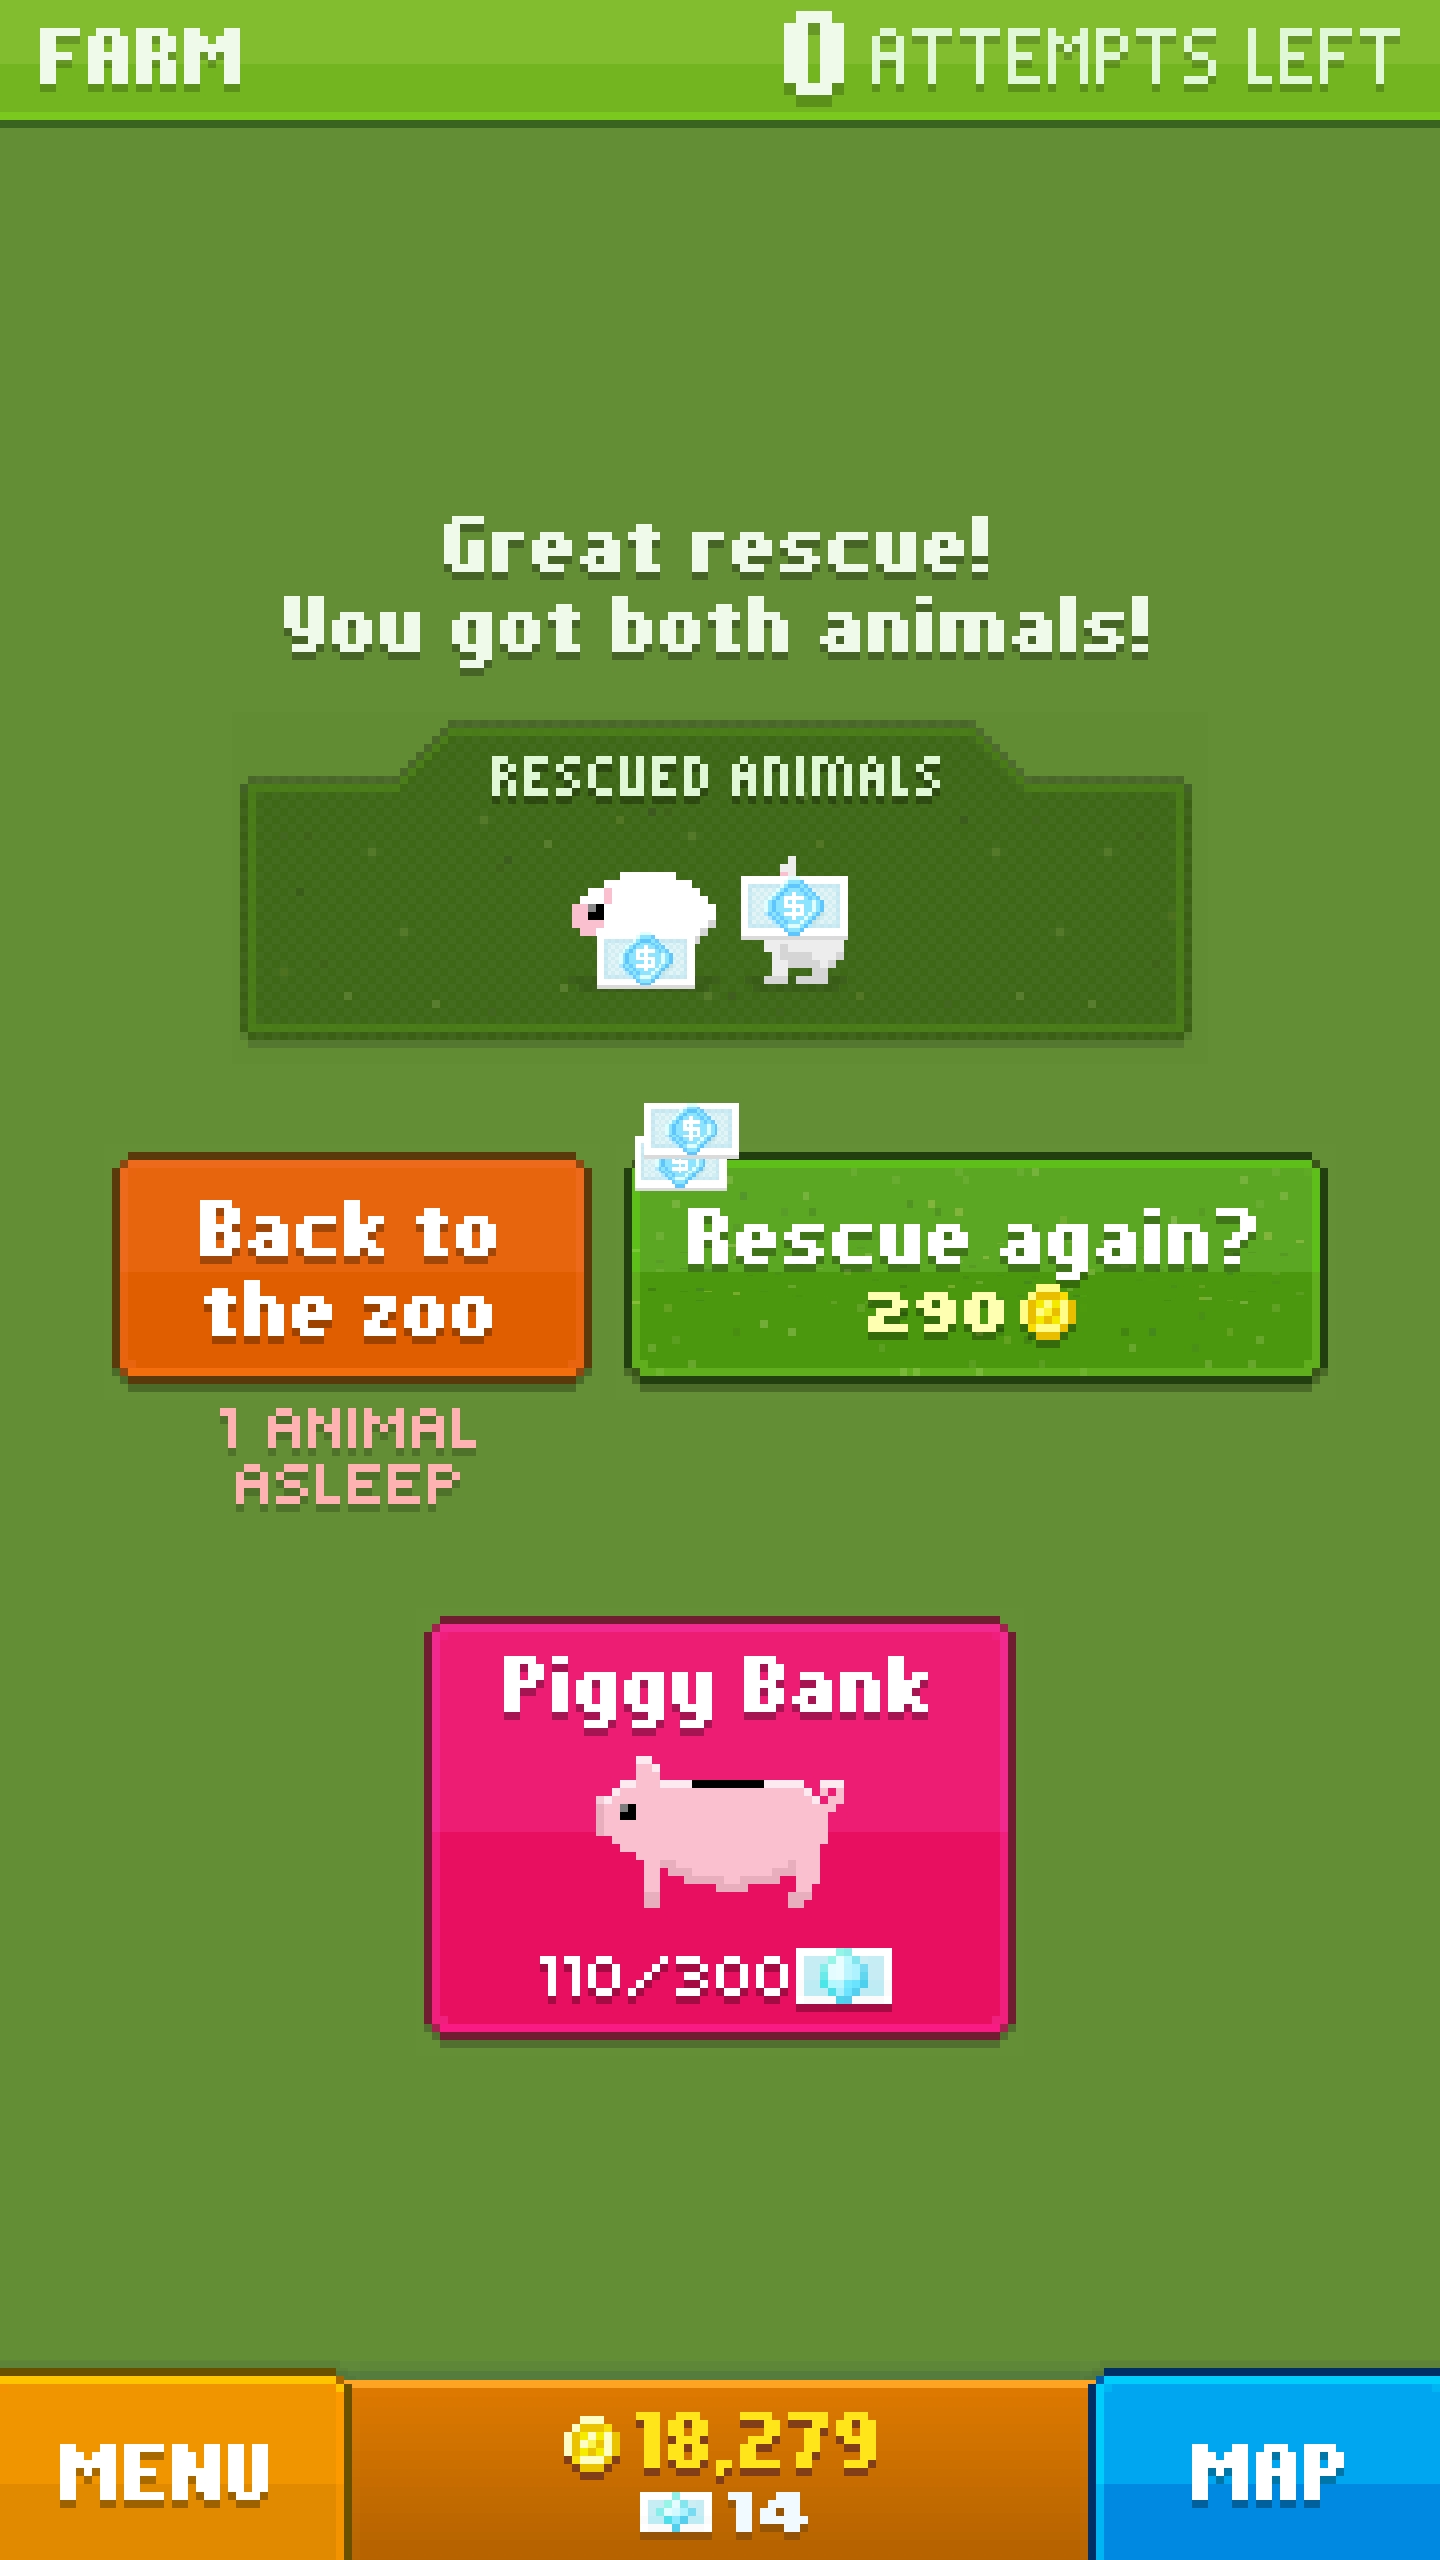 FARM
0 ATTEMPTS LEFT
Great rescue!
You got both animals!
RESCUED ANIMALS
$
$
$
$
Back to
the zoo
Rescue again?
290
1 ANIMAL
ASLEEP
Piggy Bank
110/300
MENU
18,279
14
MAP